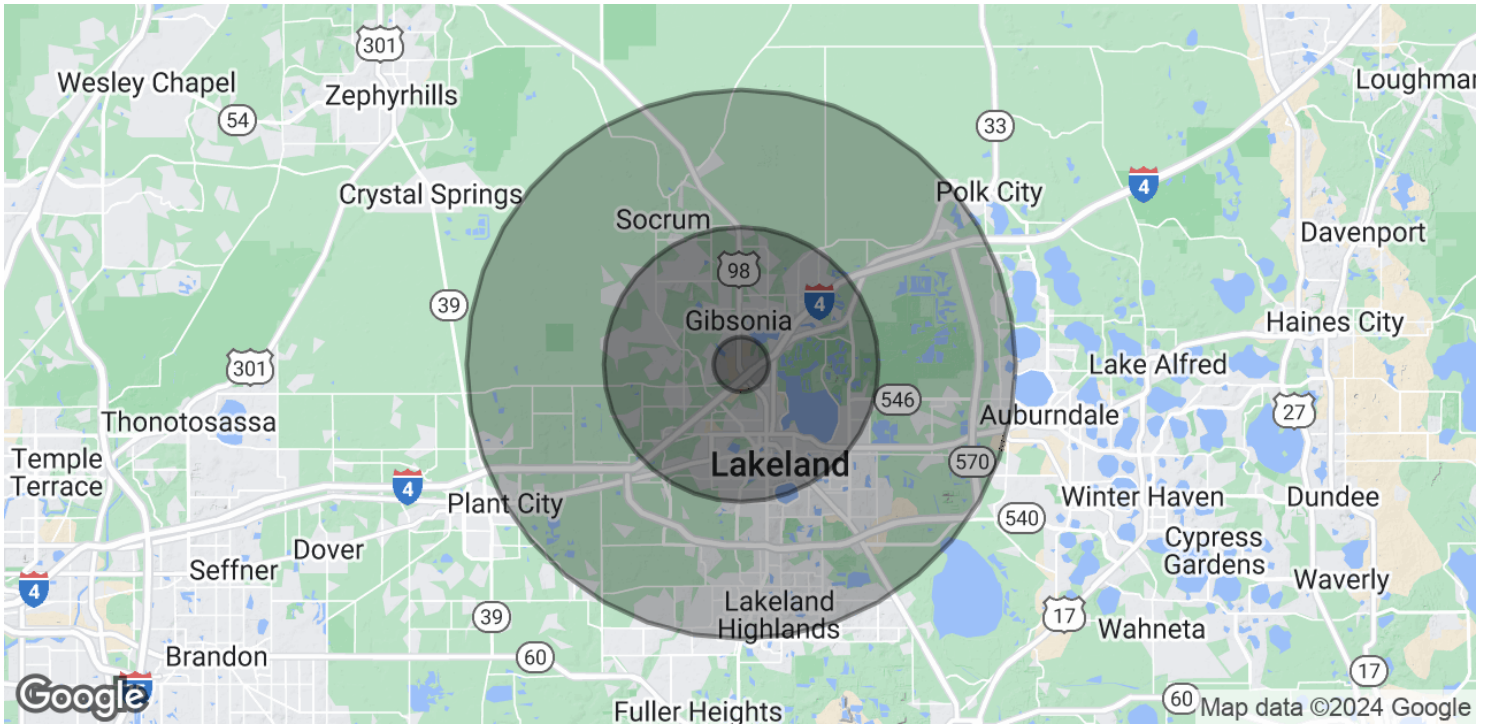 301
Loughmar
Wesley Chapel
Zephyrhills
54
33
4
Crystal Springs
Polk City
Socrum
Davenport
98
39
4
Gibsonia
Haines City
301
Lake Alfred
546
27
Thonotosassa
Auburndale
Temple
Terrace
Lakeland
570
4
Plant City
Winter Haven
Dundee
540
Dover
Cypress
Gardens
Seffner
Waverly
4
Lakeland
Highlands
39
17
Wahneta
Brandon
60
17
Google
60
Fuller Heights
Map data ©2024 Google